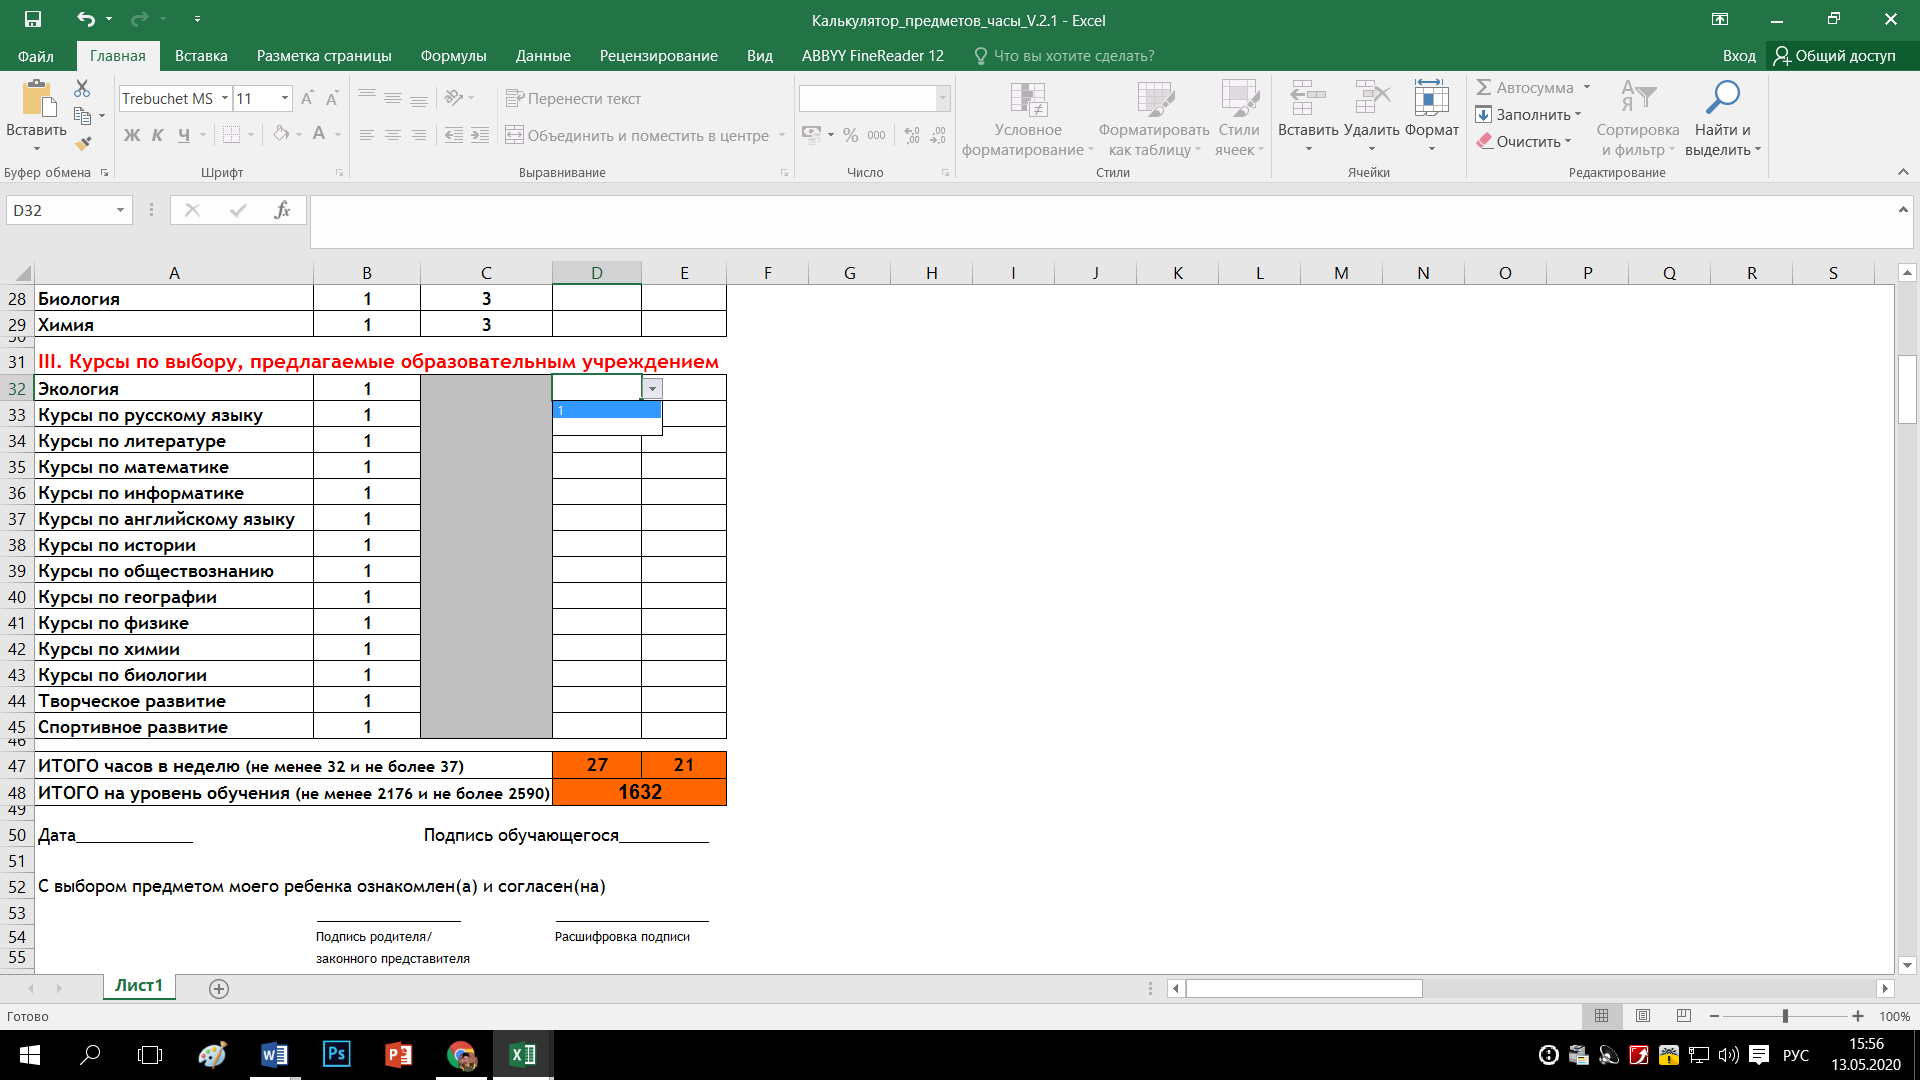 Калькулятор_предметов_часы_V.2.1 - Excel
Файл Главная Вставка Разметка страницы Формулы Данные Рецензирование Вид ABBYY FineReader 12 Что вы хотите сделать? Вход Общий доступ
Вставить
Буфер обмена
Trebuchet MS 11
Ж К Ч
Шрифт
Перенести текст
Объединить и поместить в центре
Выравнивание
% 000
Число
Условное форматирование
Форматировать как таблицу
Стили ячеек
Стили
Вставить Удалить Формат
Ячейки
Автосумма
Заполнить
Очистить
Сортировка и фильтр
Найти и выделить
Редактирование
D32 fx
A B C D E F G H I J K L M N O P Q R S
28 Биология 1 3
29 Химия 1 3
30
31 III. Курсы по выбору, предлагаемые образовательным учреждением
32 Экология 1
1
33 Курсы по русскому языку 1
34 Курсы по литературе 1
35 Курсы по математике 1
36 Курсы по информатике 1
37 Курсы по английскому языку 1
38 Курсы по истории 1
39 Курсы по обществознанию 1
40 Курсы по географии 1
41 Курсы по физике 1
42 Курсы по химии 1
43 Курсы по биологии 1
44 Творческое развитие 1
45 Спортивное развитие 1
46
47 ИТОГО часов в неделю (не менее 32 и не более 37) 27 21
48 ИТОГО на уровень обучения (не менее 2176 и не более 2590) 1632
49
50 Дата_____________ Подпись обучающегося__________
51
52 С выбором предметом моего ребенка ознакомлен(а) и согласен(на)
53
54 Подпись родителя/ Расшифровка подписи
55 законного представителя
Лист1
Готово 100%
РУС 15:56
13.05.2020